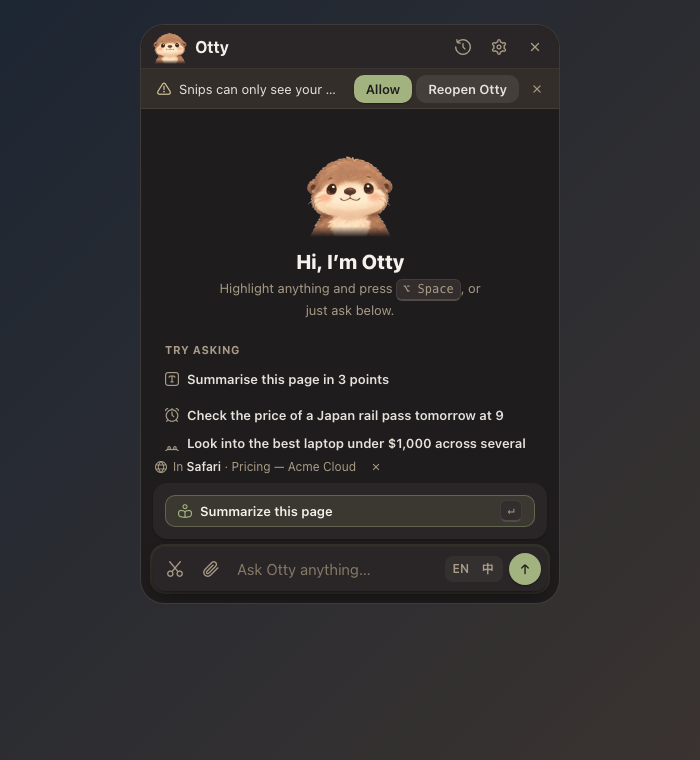 Otty
Snips can only see your ...
Allow
Reopen Otty
Hi, I’m Otty
Highlight anything and press ⌥ Space, or
just ask below.
TRY ASKING
Summarise this page in 3 points
Check the price of a Japan rail pass tomorrow at 9
Look into the best laptop under $1,000 across several
In Safari · Pricing — Acme Cloud
Summarize this page
Ask Otty anything...
EN 中